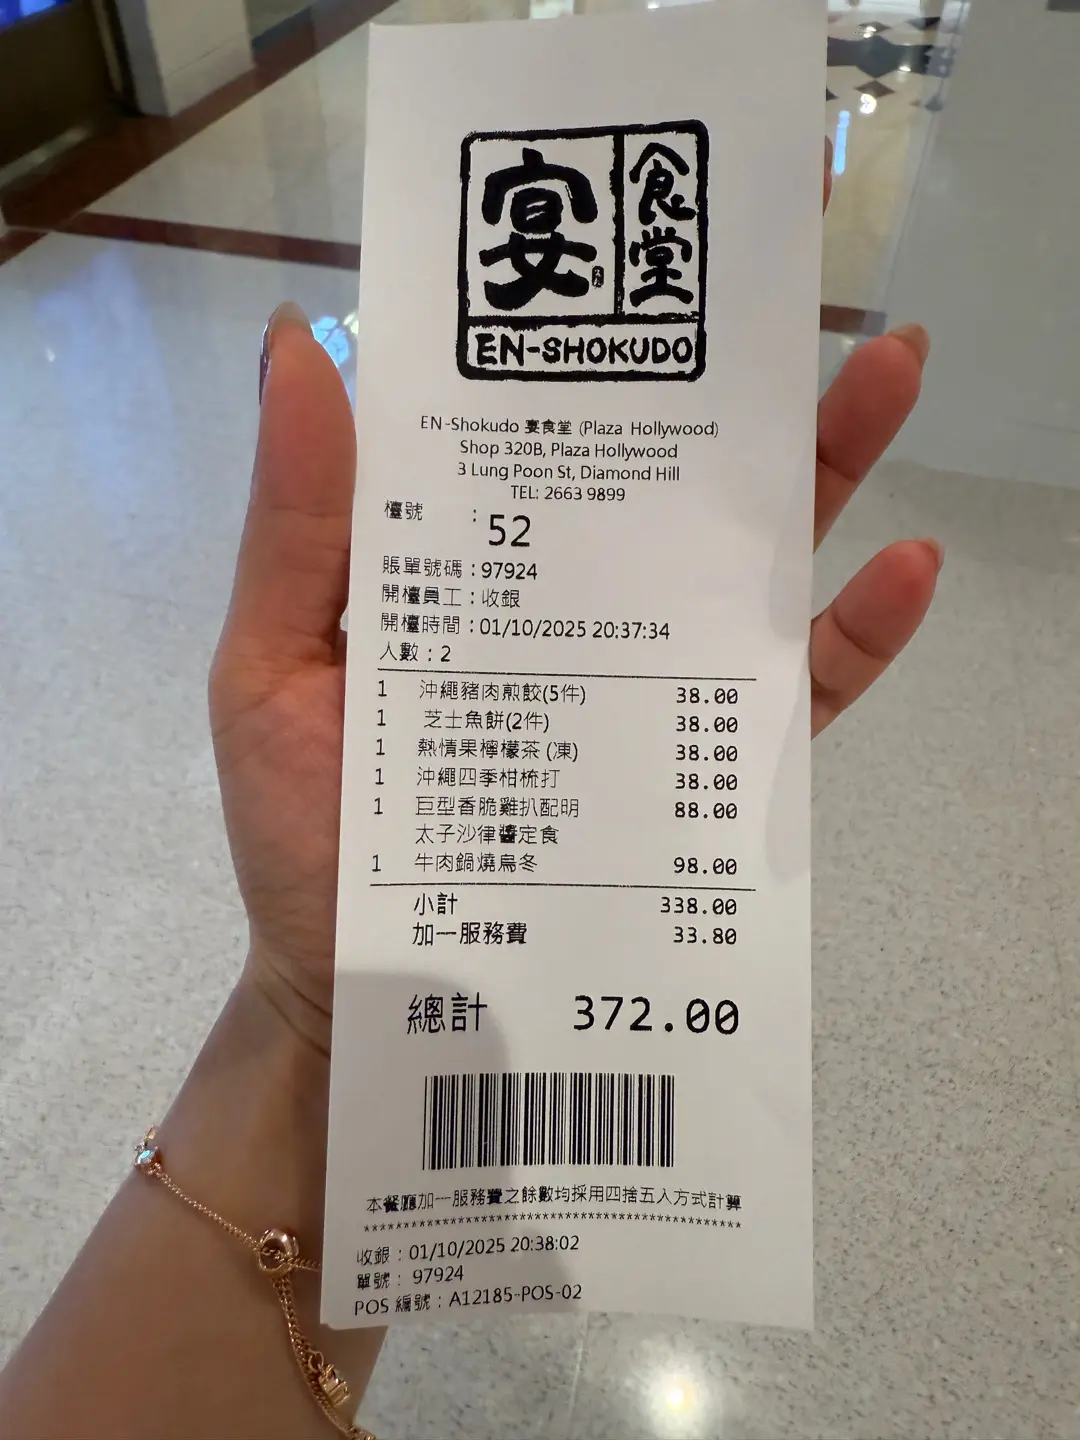 宴 食堂
EN-SHOKUDO
EN-Shokudo 宴食堂 (Plaza Hollywood)
Shop 320B, Plaza Hollywood
3 Lung Poon St, Diamond Hill
TEL: 2663 9899
檯號 : 52
賬單號碼 : 97924
開檯員工 : 收銀
開檯時間 : 01/10/2025 20:37:34
人數 : 2
1 沖繩豬肉煎餃(5件) 38.00
1 芝士魚餅(2件) 38.00
1 熱情果檸檬茶 (凍) 38.00
1 沖繩四季柑梳打 38.00
1 巨型香脆雞扒配明 88.00
太子沙律醬定食
1 牛肉鍋燒烏冬 98.00
小計 338.00
加一服務費 33.80
總計 372.00
本餐廳加一服務費之餘數均採用四捨五入方式計算
************************************************
收銀 : 01/10/2025 20:38:02
單號 : 97924
POS 編號 : A12185-POS-02